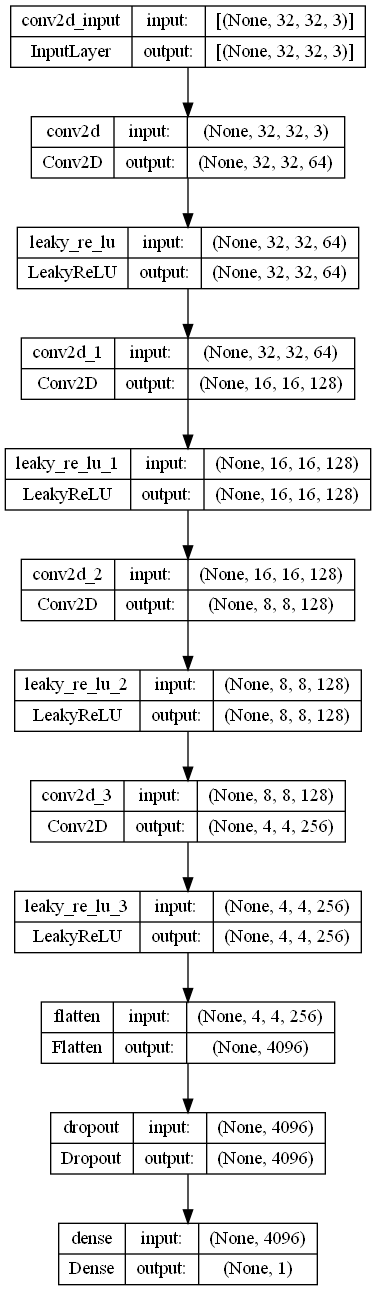 conv2d_input input: [(None, 32, 32, 3)]
InputLayer output: [(None, 32, 32, 3)]
conv2d input: (None, 32, 32, 3)
Conv2D output: (None, 32, 32, 64)
leaky_re_lu input: (None, 32, 32, 64)
LeakyReLU output: (None, 32, 32, 64)
conv2d_1 input: (None, 32, 32, 64)
Conv2D output: (None, 16, 16, 128)
leaky_re_lu_1 input: (None, 16, 16, 128)
LeakyReLU output: (None, 16, 16, 128)
conv2d_2 input: (None, 16, 16, 128)
Conv2D output: (None, 8, 8, 128)
leaky_re_lu_2 input: (None, 8, 8, 128)
LeakyReLU output: (None, 8, 8, 128)
conv2d_3 input: (None, 8, 8, 128)
Conv2D output: (None, 4, 4, 256)
leaky_re_lu_3 input: (None, 4, 4, 256)
LeakyReLU output: (None, 4, 4, 256)
flatten input: (None, 4, 4, 256)
Flatten output: (None, 4096)
dropout input: (None, 4096)
Dropout output: (None, 4096)
dense input: (None, 4096)
Dense output: (None, 1)